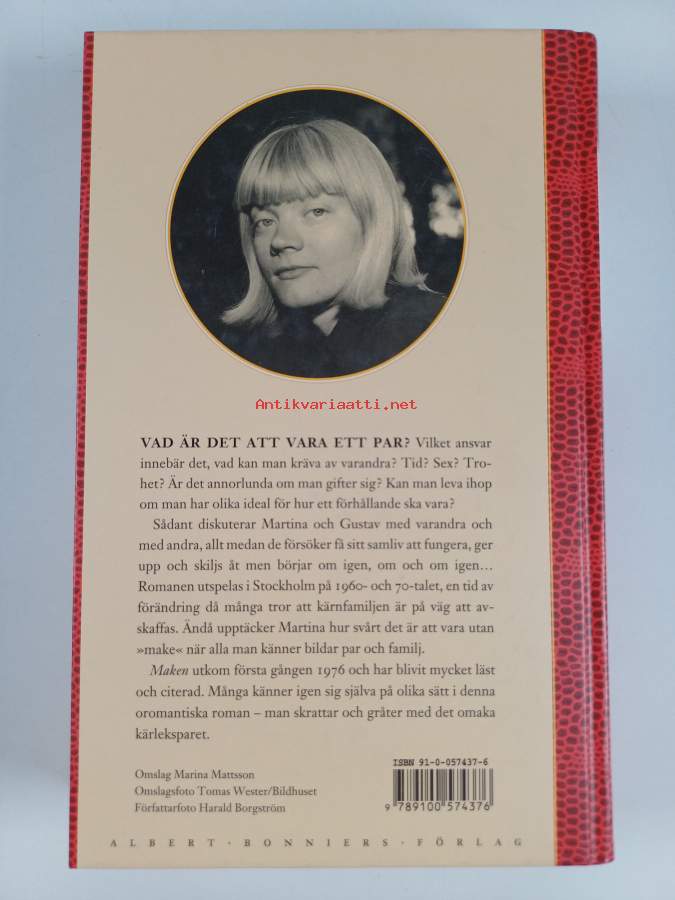 Antikvariaatti.net
VAD ÄR DET ATT VARA ETT PAR? Vilket ansvar
innebär det, vad kan man kräva av varandra? Tid? Sex? Tro-
het? Är det annorlunda om man gifter sig? Kan man leva ihop
om man har olika ideal för hur ett förhållande ska vara?
Sådant diskuterar Martina och Gustav med varandra och
med andra, allt medan de försöker få sitt samliv att fungera, ger
upp och skiljs åt men börjar om igen, om och om igen...
Romanen utspelas i Stockholm på 1960- och 70-talet, en tid av
förändring då många tror att kärnfamiljen är på väg att av-
skaffas. Ändå upptäcker Martina hur svårt det är att vara utan
»make« när alla man känner bildar par och familj.
Maken utkom första gången 1976 och har blivit mycket läst
och citerad. Många känner igen sig själva på olika sätt i denna
oromantiska roman – man skrattar och gråter med det omaka
kärleksparet.
ISBN 91-0-057437-6
Omslag Marina Mattsson
Omslagsfoto Tomas Wester/Bildhuset
Författarfoto Harald Borgström
9 789100 574376
ALBERT · BONNIERS · FÖRLAG